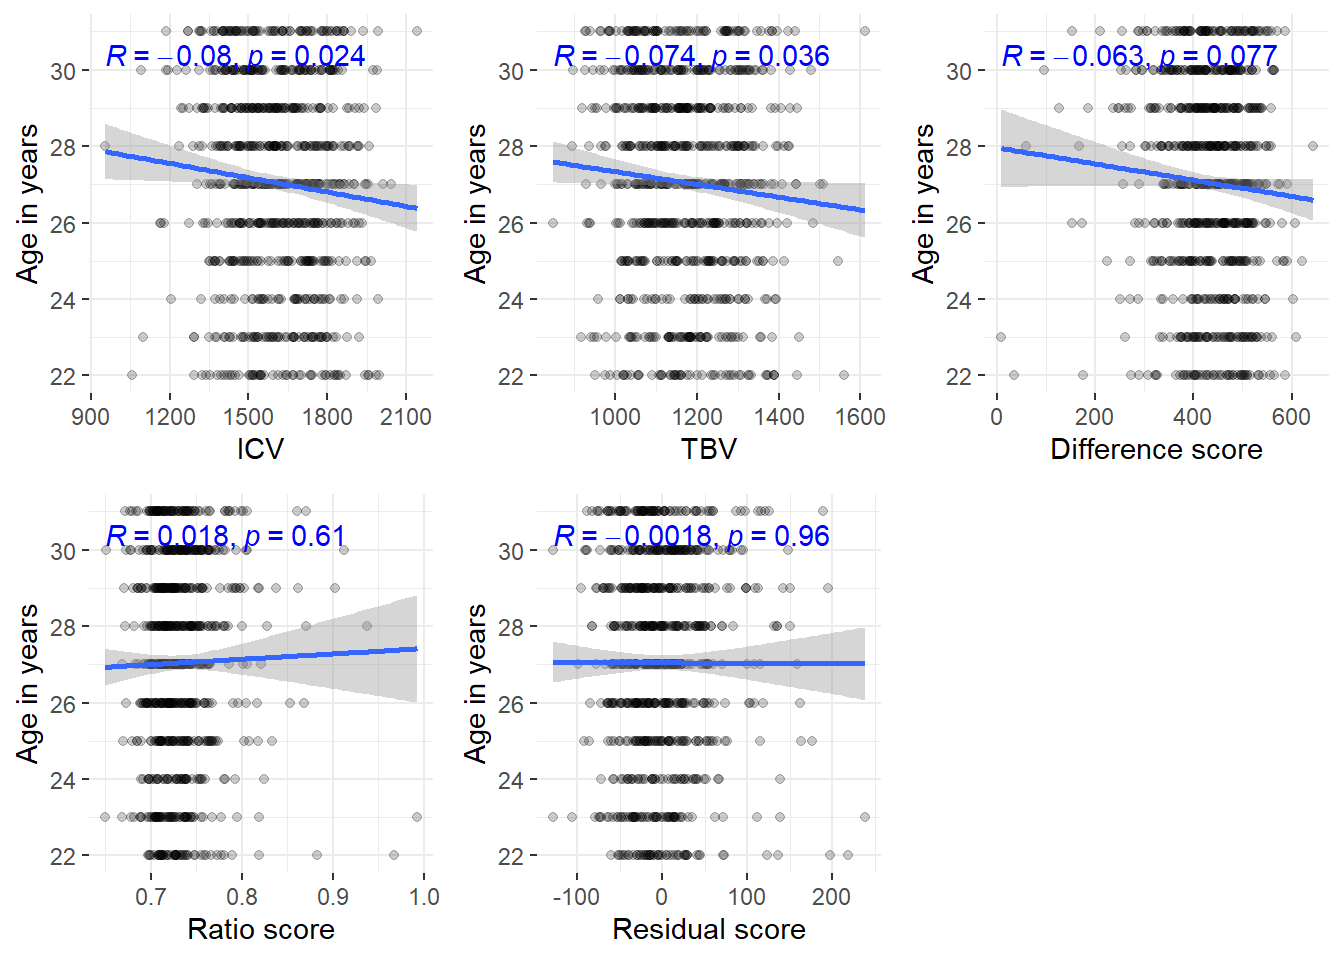 R = −0.08, p = 0.024
Age in years
30
28
26
24
22
900 1200 1500 1800 2100
ICV
R = −0.074, p = 0.036
Age in years
30
28
26
24
22
1000 1200 1400 1600
TBV
R = −0.063, p = 0.077
Age in years
30
28
26
24
22
0 200 400 600
Difference score
R = 0.018, p = 0.61
Age in years
30
28
26
24
22
0.7 0.8 0.9 1.0
Ratio score
R = −0.0018, p = 0.96
Age in years
30
28
26
24
22
-100 0 100 200
Residual score